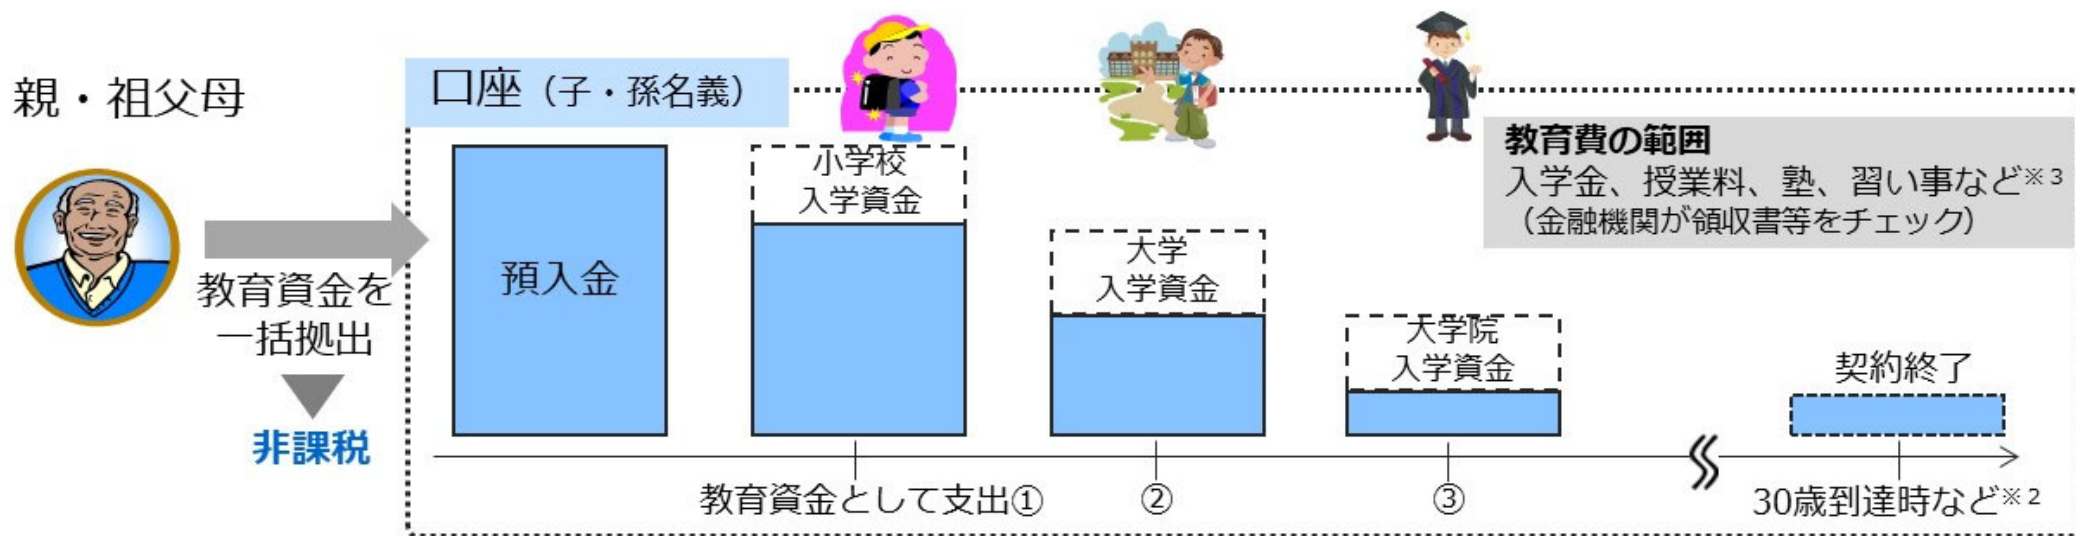 親・祖父母
教育資金を
一括拠出
非課税
口座（子・孫名義）
預入金
小学校
入学資金
大学
入学資金
大学院
入学資金
教育費の範囲
入学金、授業料、塾、習い事など※3
（金融機関が領収書等をチェック）
契約終了
教育資金として支出①
②
③
30歳到達時など※2